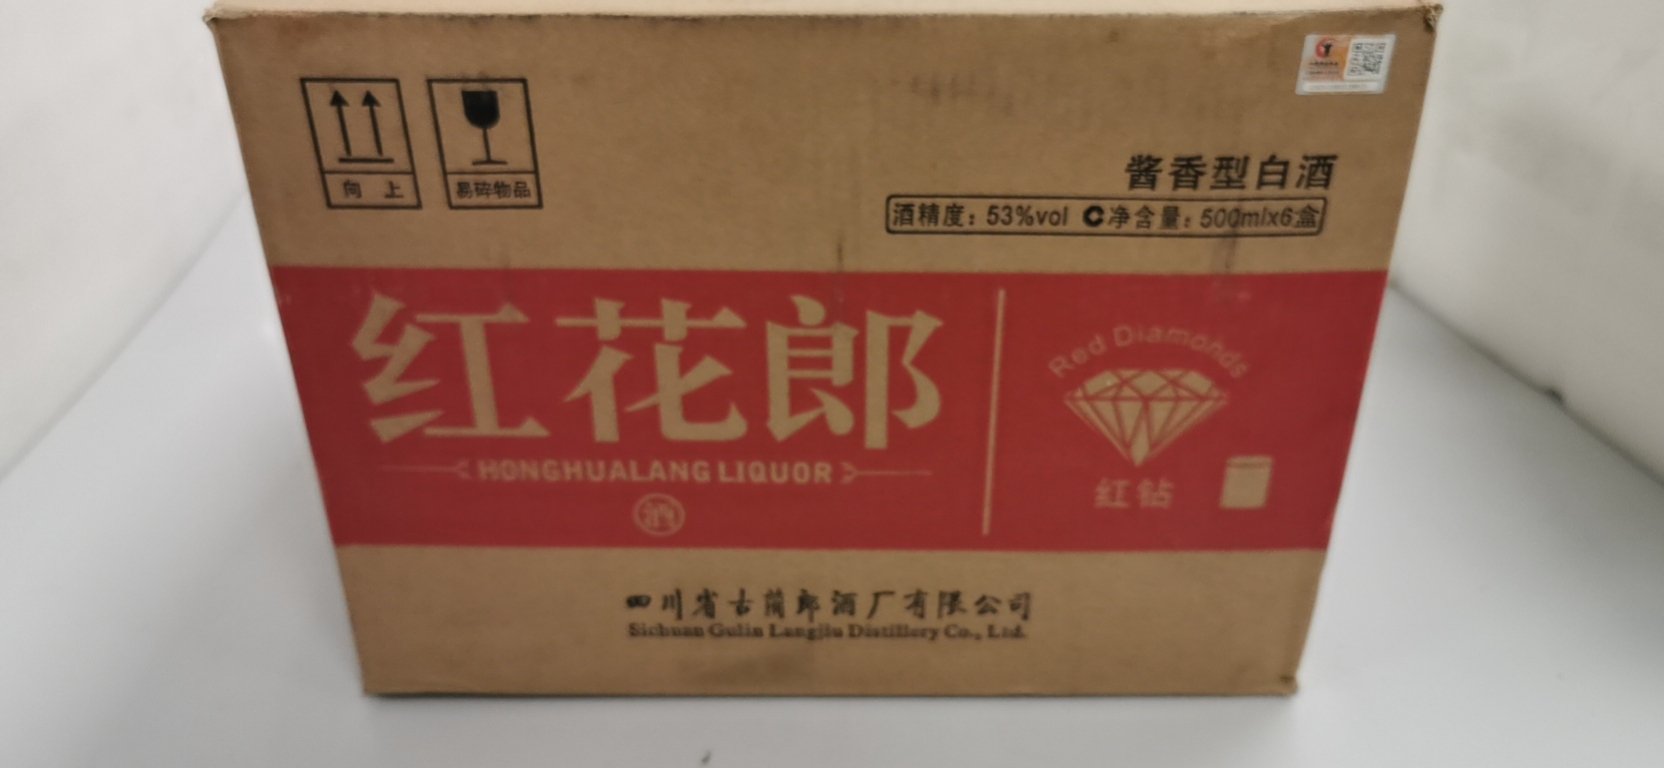 向 上
易碎物品
酱香型白酒
酒精度：53%vol 净含量：500mlx6盒
红花郎
HONGHUALANG LIQUOR
酒
Red Diamonds
红钻
四川省古蔺郎酒厂有限公司
Sichuan Gulin Langjiu Distillery Co., Ltd.